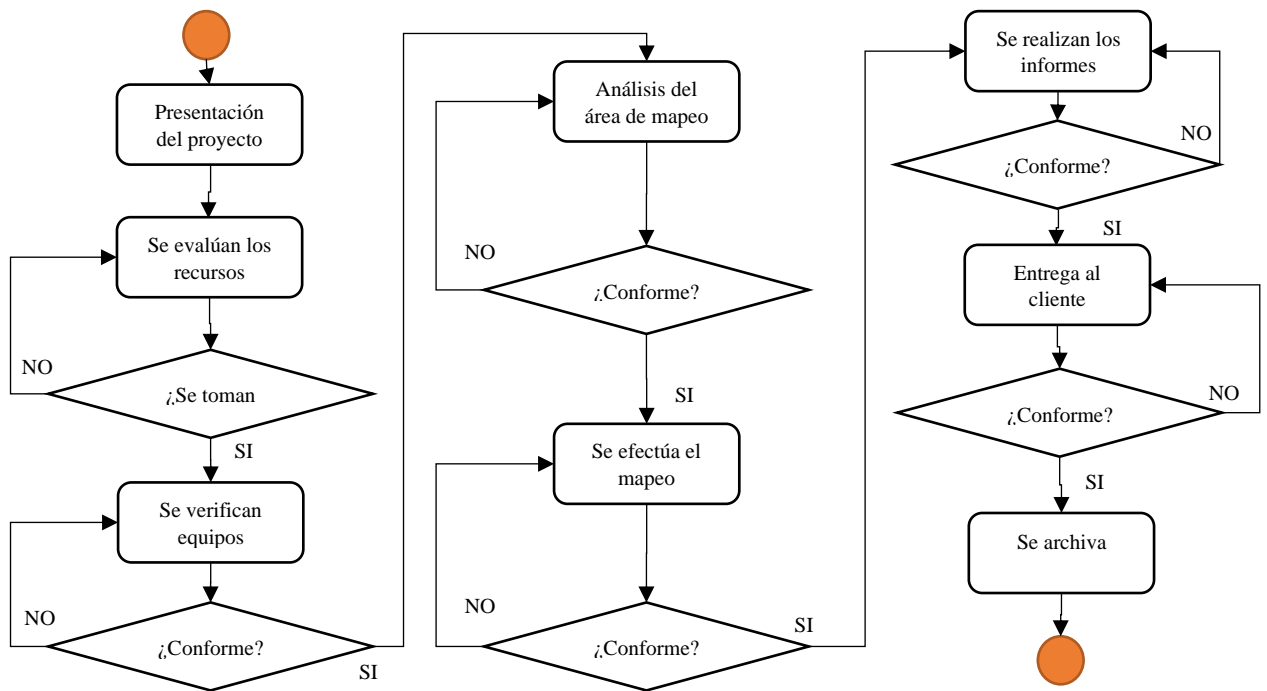 Presentación
del proyecto
Se evalúan los
recursos
NO
¿Se toman
SI
Se verifican
equipos
NO
¿Conforme?
SI
Análisis del
área de mapeo
NO
¿Conforme?
SI
Se efectúa el
mapeo
NO
¿Conforme?
SI
Se realizan los
informes
NO
¿Conforme?
SI
Entrega al
cliente
NO
¿Conforme?
SI
Se archiva